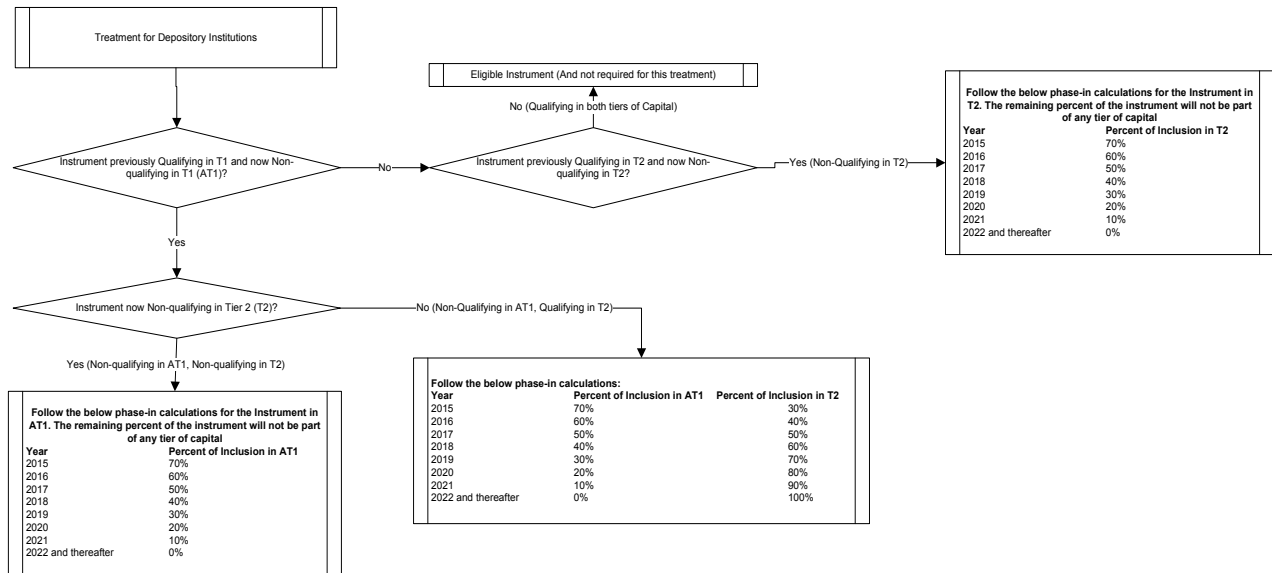 Treatment for Depository Institutions
Eligible Instrument (And not required for this treatment)
No (Qualifying in both tiers of Capital)
Instrument previously Qualifying in T1 and now Non-
qualifying in T1 (AT1)?
No
Instrument previously Qualifying in T2 and now Non-
qualifying in T2?
Yes (Non-Qualifying in T2)
Follow the below phase-in calculations for the Instrument in
T2. The remaining percent of the instrument will not be part
of any tier of capital
Year Percent of Inclusion in T2
2015 70%
2016 60%
2017 50%
2018 40%
2019 30%
2020 20%
2021 10%
2022 and thereafter 0%
Yes
Instrument now Non-qualifying in Tier 2 (T2)?
No (Non-Qualifying in AT1, Qualifying in T2)
Yes (Non-qualifying in AT1, Non-qualifying in T2)
Follow the below phase-in calculations for the Instrument in
AT1. The remaining percent of the instrument will not be part
of any tier of capital
Year Percent of Inclusion in AT1
2015 70%
2016 60%
2017 50%
2018 40%
2019 30%
2020 20%
2021 10%
2022 and thereafter 0%
Follow the below phase-in calculations:
Year Percent of Inclusion in AT1 Percent of Inclusion in T2
2015 70% 30%
2016 60% 40%
2017 50% 50%
2018 40% 60%
2019 30% 70%
2020 20% 80%
2021 10% 90%
2022 and thereafter 0% 100%